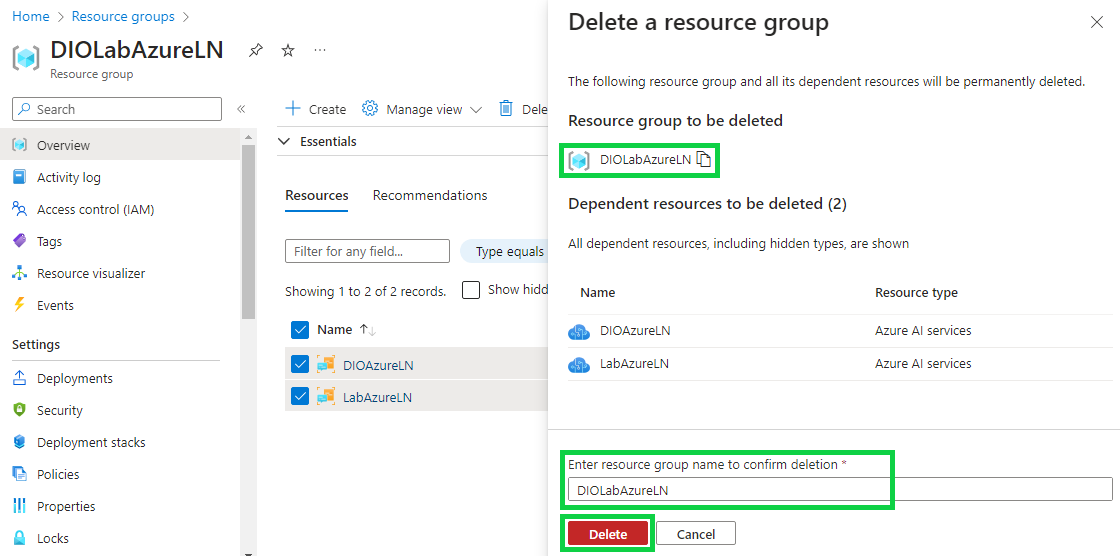 Home > Resource groups >
DIOLabAzureLN
Resource group
Search
Overview
Activity log
Access control (IAM)
Tags
Resource visualizer
Events
Settings
Deployments
Security
Deployment stacks
Policies
Properties
Locks
Create Manage view Dele
Essentials
Resources Recommendations
Filter for any field... Type equals
Showing 1 to 2 of 2 records. Show hidd
Name ↑↓
DIOAzureLN
LabAzureLN
Delete a resource group
The following resource group and all its dependent resources will be permanently deleted.
Resource group to be deleted
DIOLabAzureLN
Dependent resources to be deleted (2)
All dependent resources, including hidden types, are shown
Name Resource type
DIOAzureLN Azure AI services
LabAzureLN Azure AI services
Enter resource group name to confirm deletion *
DIOLabAzureLN
Delete Cancel